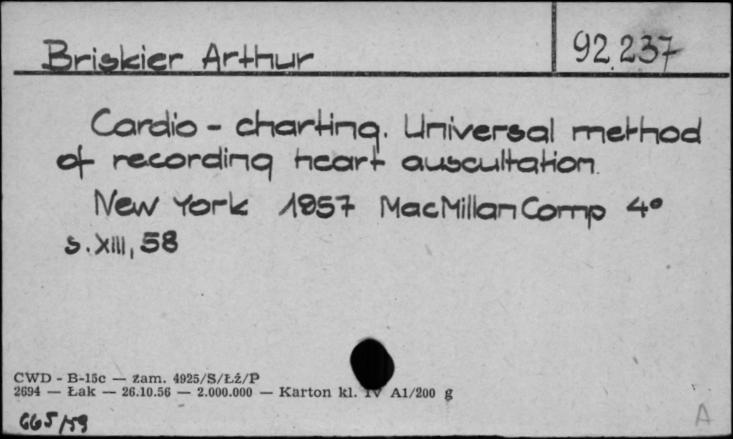 Briskier Arthur
92.237
Cardio - charting. Universal method
of recording heart auscultation.
New York 1957 MacMillan Comp 4°
s. XIII, 58
CWD - B-15c — zam. 4925/S/Łż/P
2694 — Łak — 26.10.56 — 2.000.000 — Karton kl. IV A1/200 g
665/59
A